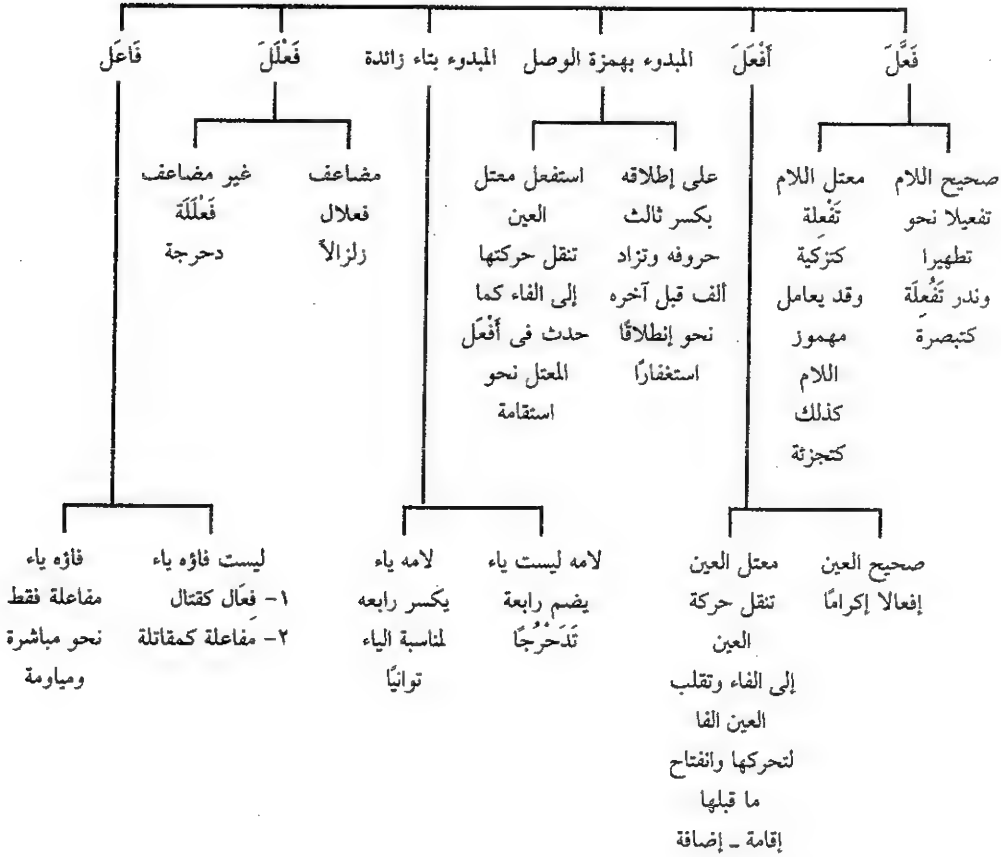 فَعَّلَ
أَفْعَلَ
المبدوء بهمزة الوصل
المبدوء بتاء زائدة
فَعْلَلَ
فَاعَل
صحيح اللام
تفعيلا نحو
تطهيرا
وندر تَفْعِلَة
كتبصرة
معتل اللام
تَفْعِلة
كتزكية
وقد يعامل
مهموز
اللام
كذلك
كتجزئة
على إطلاقه
بكسر ثالث
حروفه وتزاد
ألف قبل آخره
نحو إنطلاقًا
استغفارًا
استفعل معتل
العين
تنقل حركتها
إلى الفاء كما
حدث فى أَفْعَل
المعتل نحو
استقامة
مضاعف
فعلال
زلزالاً
غير مضاعف
فَعْلَلَة
دحرجة
صحيح العين
إفعالا إكرامًا
معتل العين
تنقل حركة
العين
إلى الفاء وتقلب
العين الفا
لتحركها وانفتاح
ما قبلها
إقامة ــ إضافة
لامه ليست ياء
يضم رابعة
تَدَحْرُجًا
لامه ياء
يكسر رابعه
لمناسبة الياء
توانيًا
ليست فاؤه ياء
١- فِعَال كقتال
٢- مفاعلة كمقاتلة
فاؤه ياء
مفاعلة فقط
نحو مباشرة
ومياومة